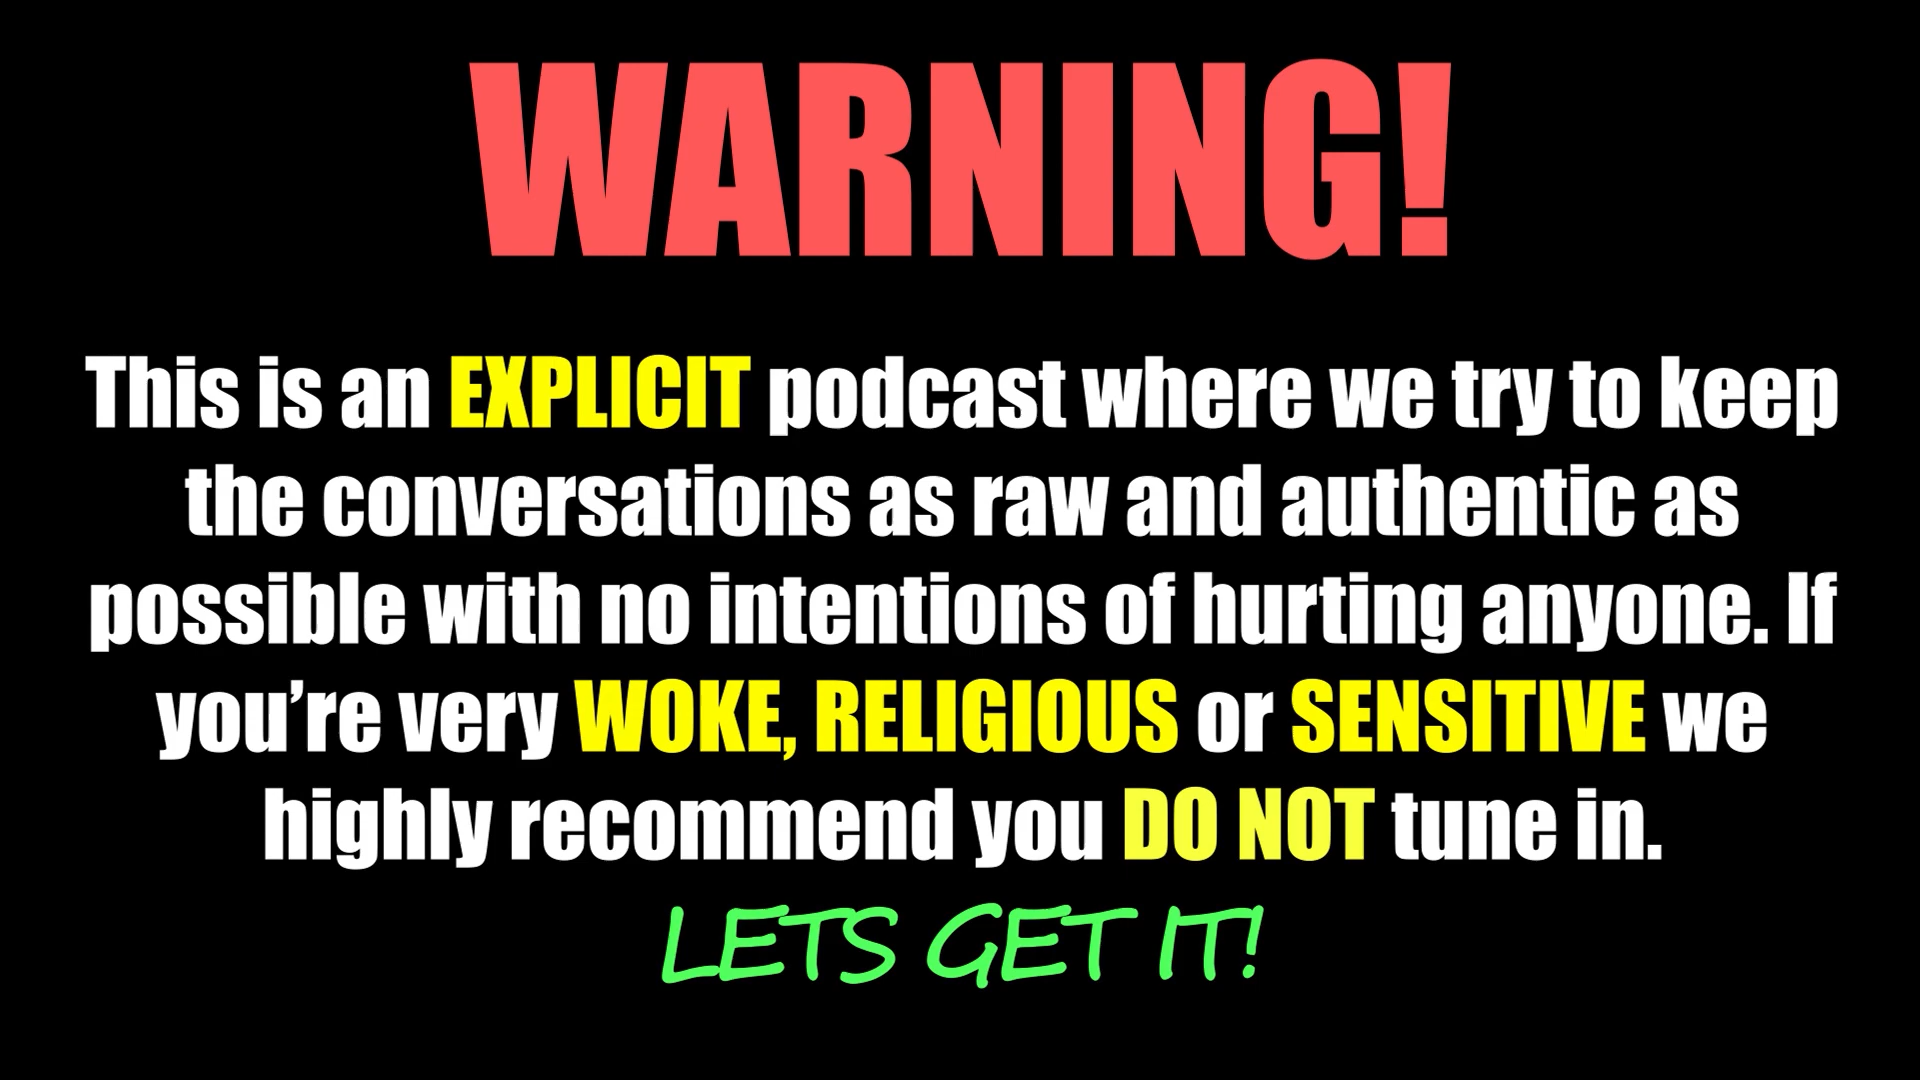 WARNING!
This is an EXPLICIT podcast where we try to keep
the conversations as raw and authentic as
possible with no intentions of hurting anyone. If
you’re very WOKE, RELIGIOUS or SENSITIVE we
highly recommend you DO NOT tune in.
LETS GET IT!